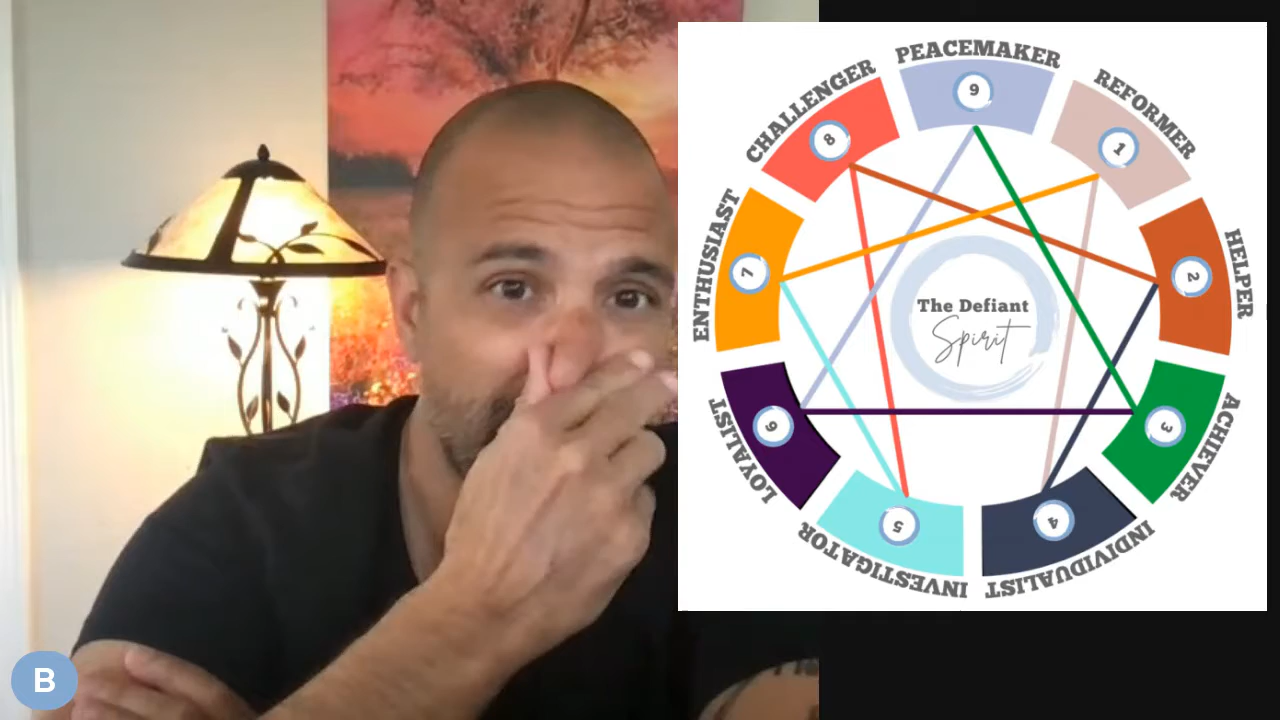 PEACEMAKER
9
REFORMER
1
HELPER
2
ACHIEVER
3
INDIVIDUALIST
4
INVESTIGATOR
5
LOYALIST
6
ENTHUSIAST
7
CHALLENGER
8
The Defiant
Spirit
B